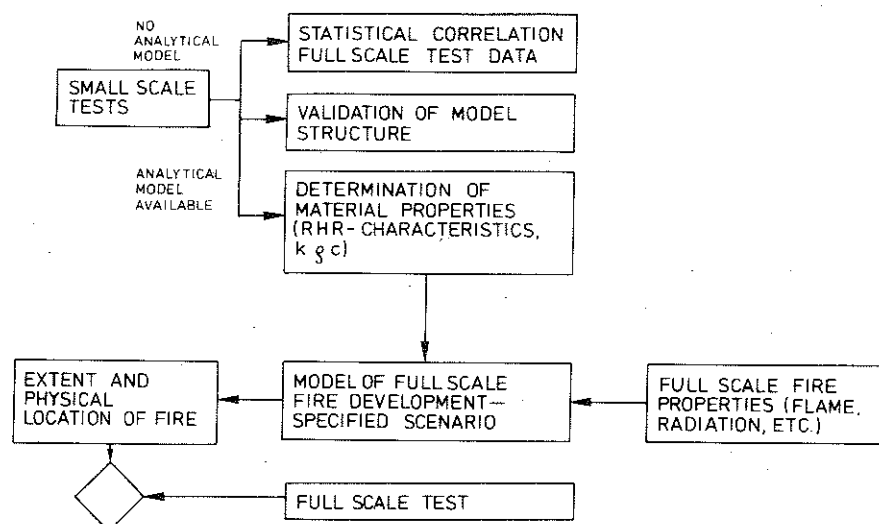 NO
ANALYTICAL
MODEL
STATISTICAL CORRELATION
FULL SCALE TEST DATA
SMALL SCALE
TESTS
VALIDATION OF MODEL
STRUCTURE
ANALYTICAL
MODEL
AVAILABLE
DETERMINATION OF
MATERIAL PROPERTIES
(RHR-CHARACTERISTICS,
k ρ c)
EXTENT AND
PHYSICAL
LOCATION OF FIRE
MODEL OF FULL SCALE
FIRE DEVELOPMENT—
SPECIFIED SCENARIO
FULL SCALE FIRE
PROPERTIES (FLAME,
RADIATION, ETC.)
FULL SCALE TEST